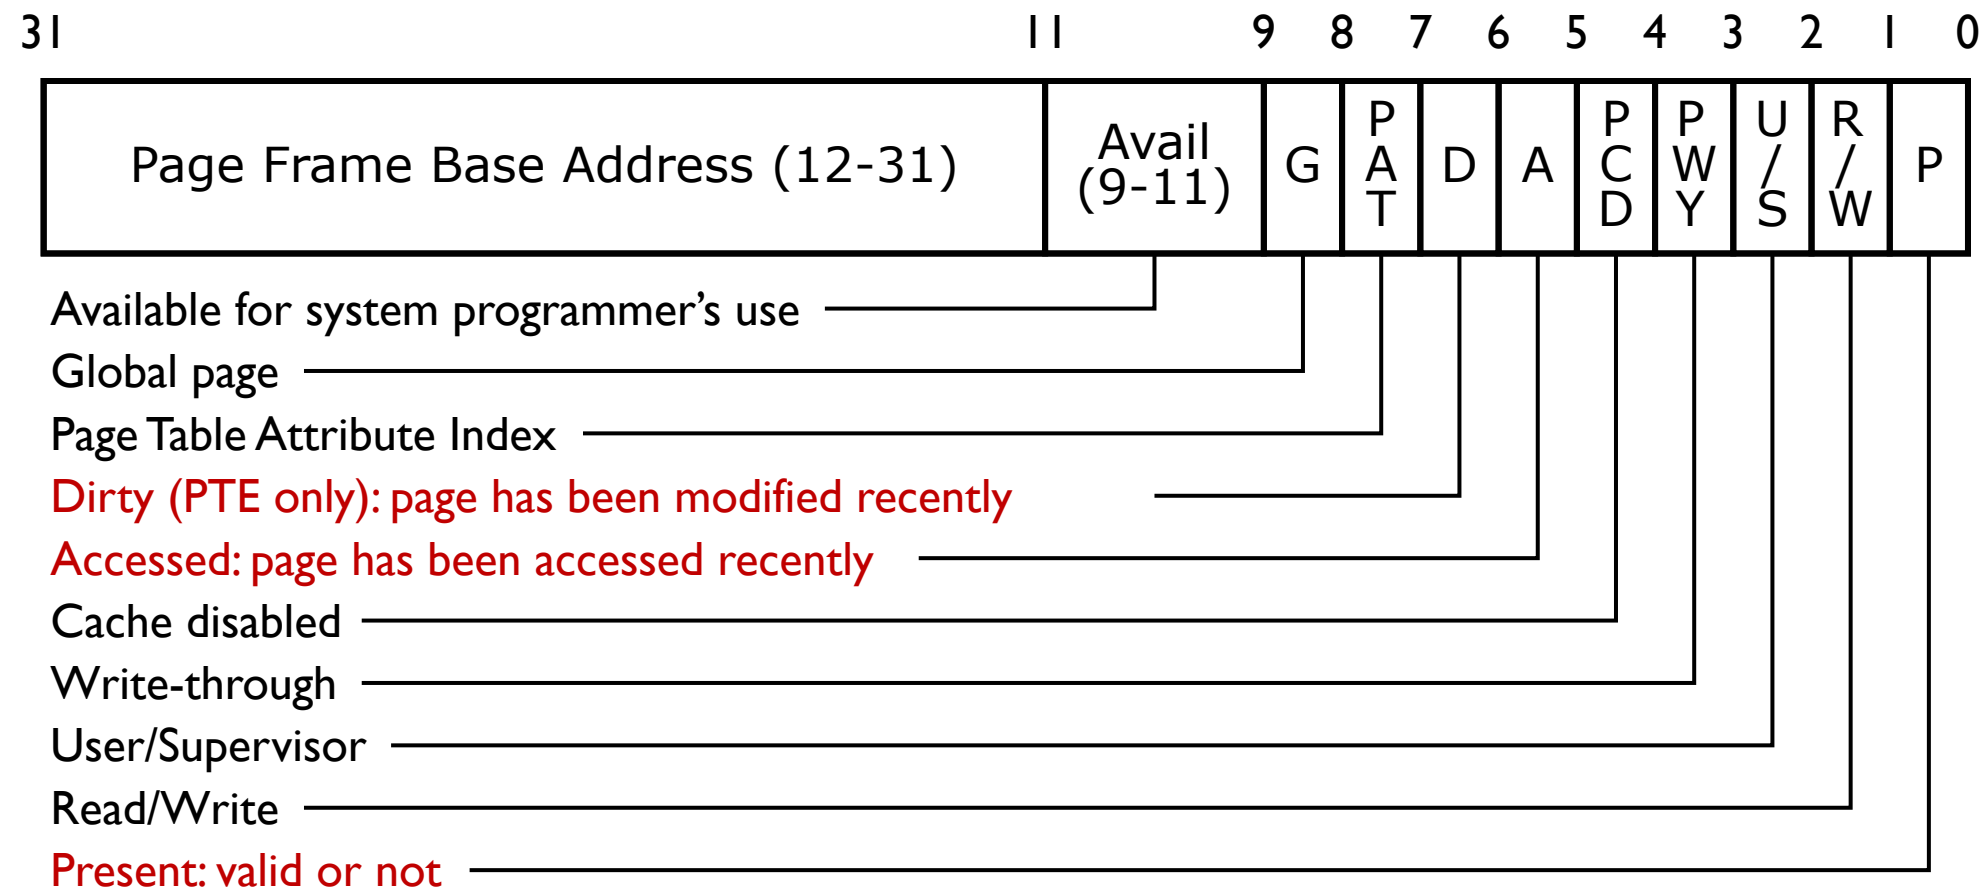 31 11 9 8 7 6 5 4 3 2 1 0
Page Frame Base Address (12-31)
Avail
(9-11)
G
P
A
T
D
A
P
C
D
P
W
Y
U
/
S
R
/
W
P
Available for system programmer’s use
Global page
Page Table Attribute Index
Dirty (PTE only): page has been modified recently
Accessed: page has been accessed recently
Cache disabled
Write-through
User/Supervisor
Read/Write
Present: valid or not